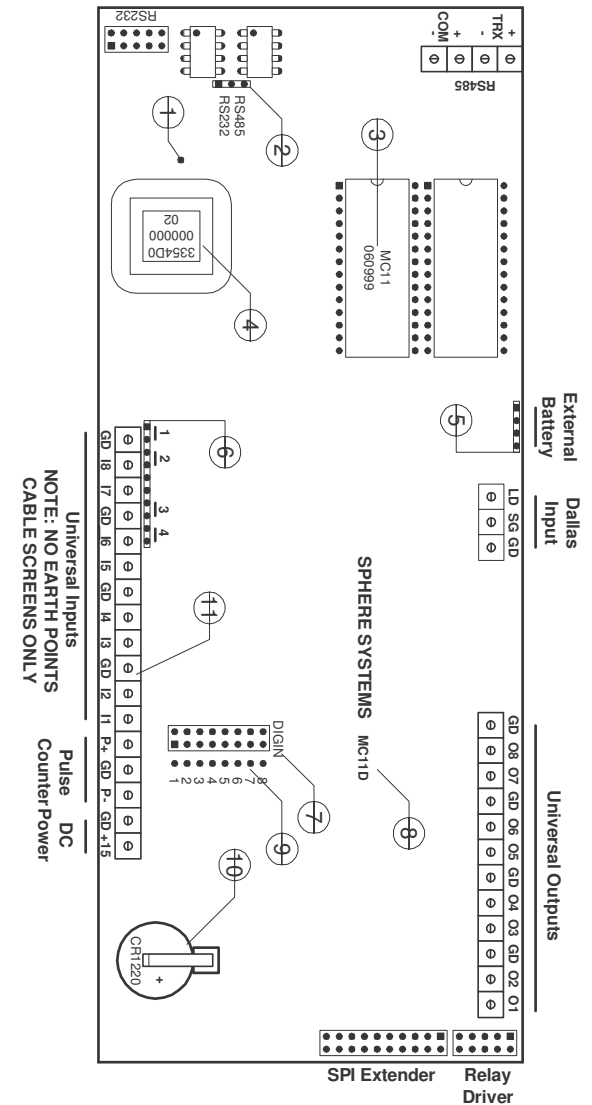 RS232
RS485
RS232
TRX
+
-
COM
+
-
RS485
1
2
3
MC11
060999
3354D0
000000
02
4
5
External
Battery
6
1
2
3
4
LD
SG
GD
Dallas
Input
GD
I8
I7
GD
I6
I5
GD
I4
I3
GD
I2
I1
P+
GD
P-
GD
+15
Universal Inputs
NOTE: NO EARTH POINTS
CABLE SCREENS ONLY
Pulse
Counter
DC
Power
11
SPHERE SYSTEMS MC11D
DIGIN
1
2
3
4
5
6
7
8
7
8
9
10
GD
O8
O7
GD
O6
O5
GD
O4
O3
GD
O2
O1
Universal Outputs
CR1220
+
SPI Extender
Relay
Driver